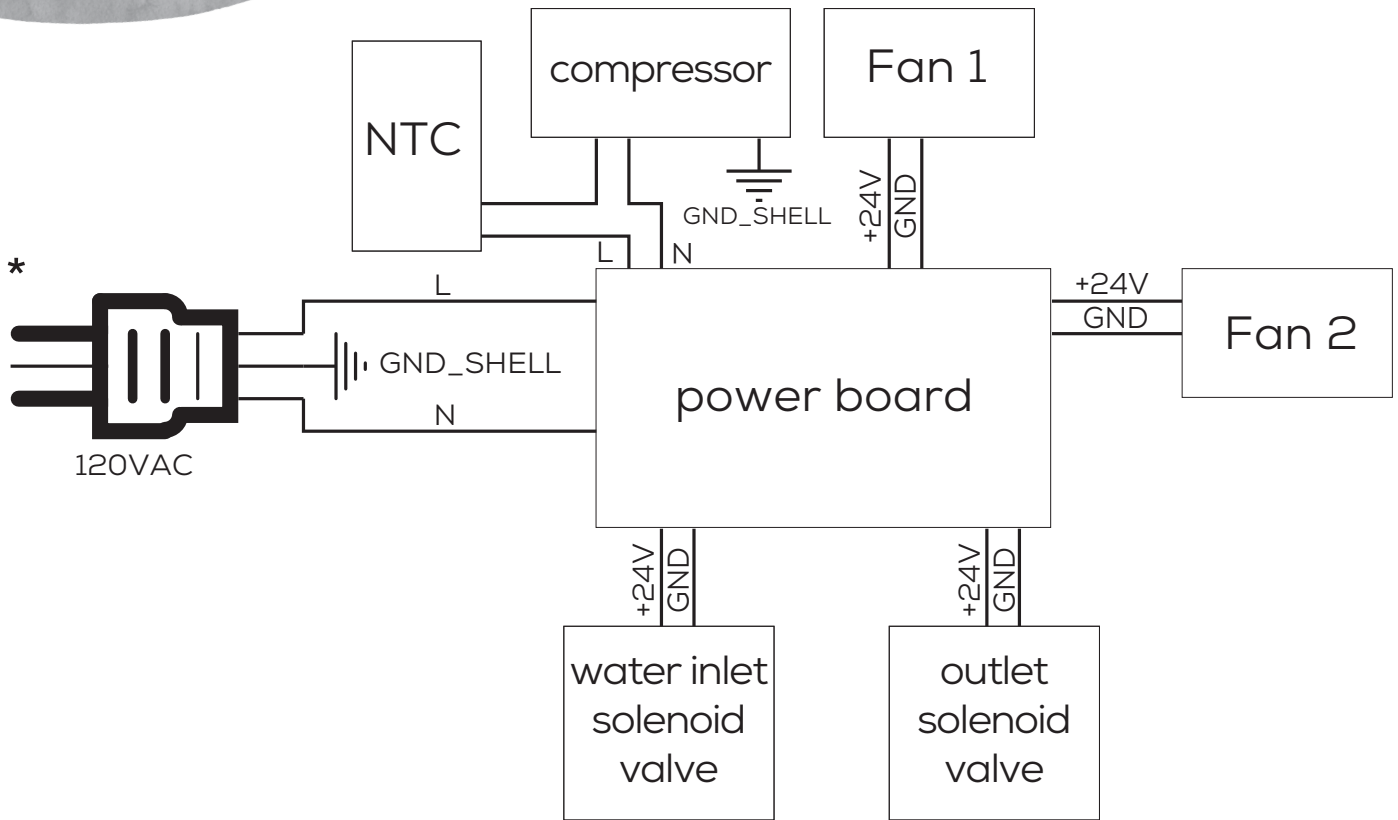 compressor
Fan 1
NTC
+24V
GND
GND_SHELL
L
N
*
L
+24V
GND
Fan 2
GND_SHELL
power board
N
120VAC
+24V
GND
+24V
GND
water inlet
solenoid
valve
outlet
solenoid
valve